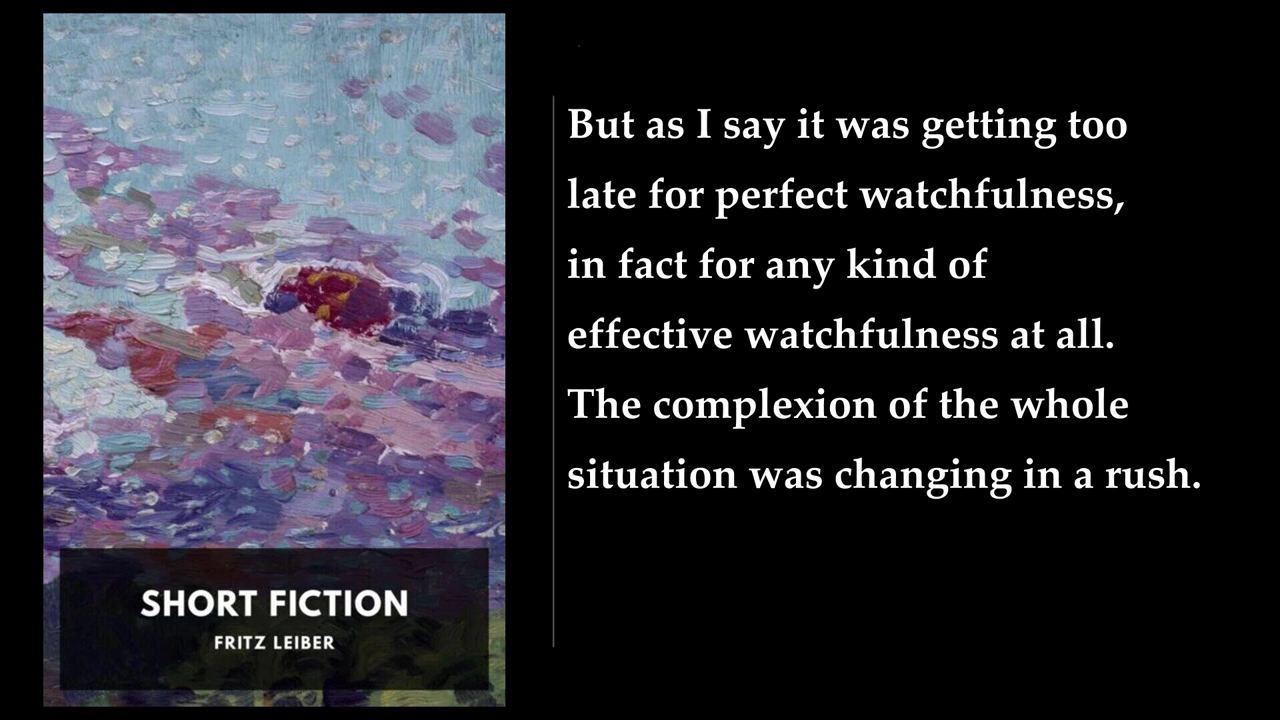 But as I say it was getting too
late for perfect watchfulness,
in fact for any kind of
effective watchfulness at all.
The complexion of the whole
situation was changing in a rush.
SHORT FICTION
FRITZ LEIBER